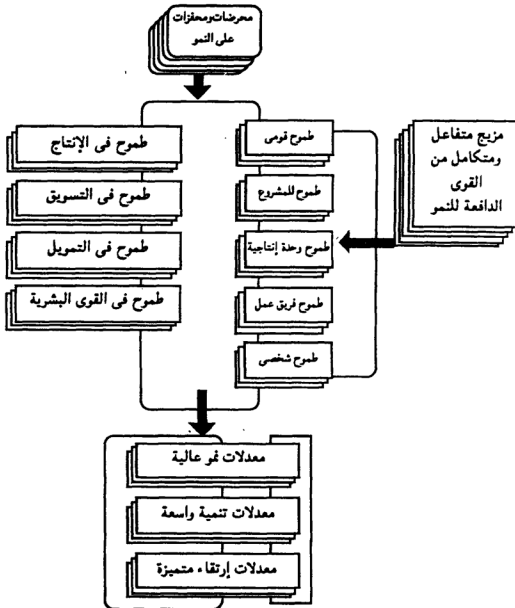 محرضات ومحفزات
على النمو
طموح قومى
طموح للمشروع
طموح وحدة إنتاجية
طموح فريق عمل
طموح شخصى
طموح فى الإنتاج
طموح فى التسويق
طموح فى التمويل
طموح فى القوى البشرية
مزيج متفاعل
ومتكامل من
القوى
الدافعة للنمو
معدلات نمو عالية
معدلات تنمية واسعة
معدلات إرتقاء متميزة